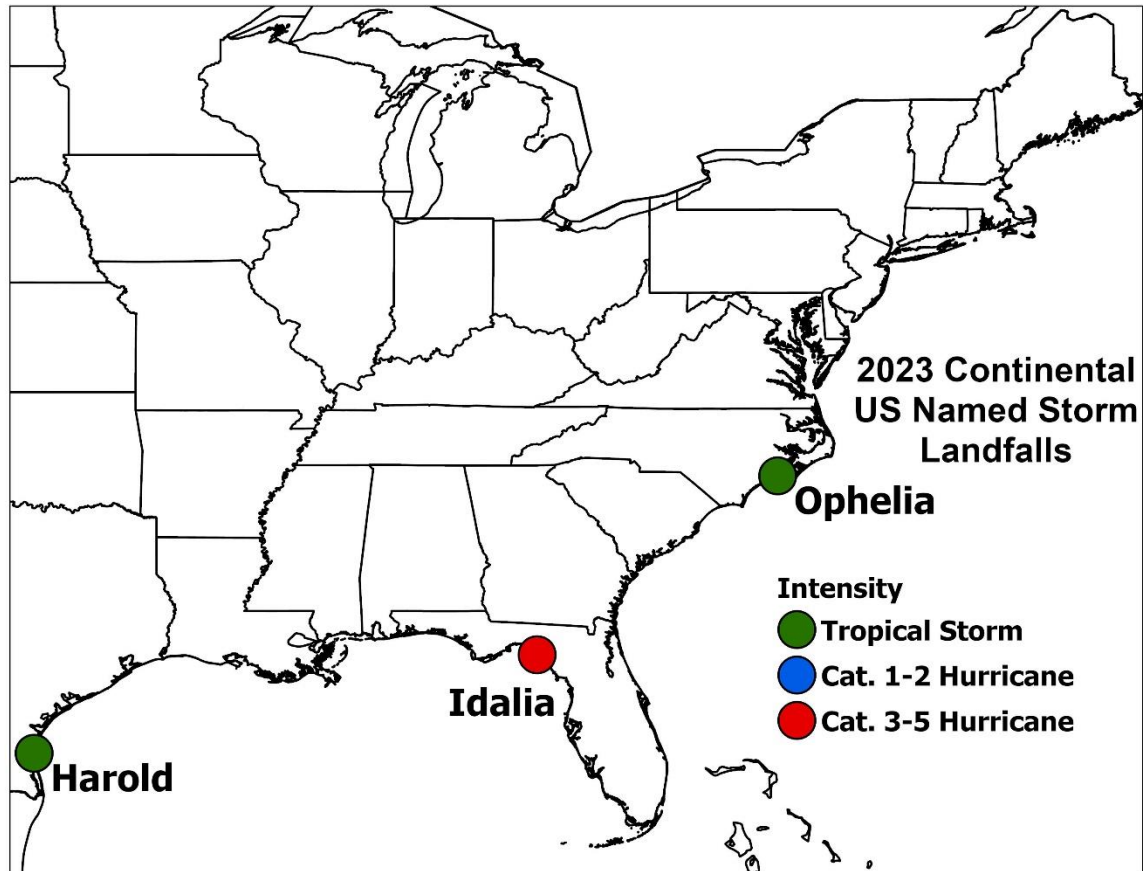 2023 Continental
US Named Storm
Landfalls
Ophelia
Intensity
Tropical Storm
Cat. 1-2 Hurricane
Cat. 3-5 Hurricane
Idalia
Harold